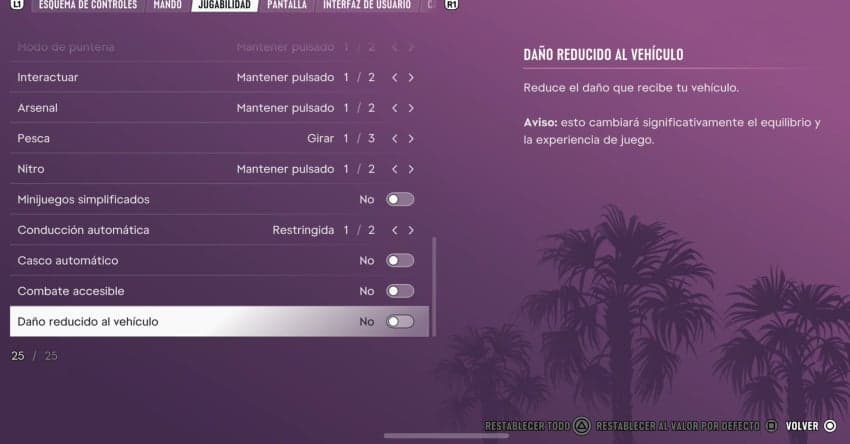 L1 ESQUEMA DE CONTROLES MANDO JUGABILIDAD PANTALLA INTERFAZ DE USUARIO R1
Modo de puntería Mantener pulsado 1 / 2
Interactuar Mantener pulsado 1 / 2
Arsenal Mantener pulsado 1 / 2
Pesca Girar 1 / 3
Nitro Mantener pulsado 1 / 2
Minijuegos simplificados No
Conducción automática Restringida 1 / 2
Casco automático No
Combate accesible No
Daño reducido al vehículo No
25 / 25
DAÑO REDUCIDO AL VEHÍCULO
Reduce el daño que recibe tu vehículo.
Aviso: esto cambiará significativamente el equilibrio y
la experiencia de juego.
RESTABLECER TODO RESTABLECER AL VALOR POR DEFECTO VOLVER